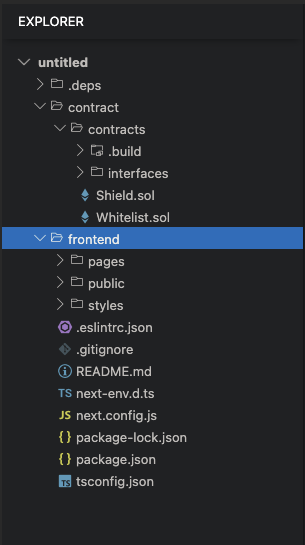 EXPLORER
untitled
.deps
contract
contracts
.build
interfaces
Shield.sol
Whitelist.sol
frontend
pages
public
styles
.eslintrc.json
.gitignore
README.md
TS next-env.d.ts
JS next.config.js
{ } package-lock.json
{ } package.json
TS tsconfig.json